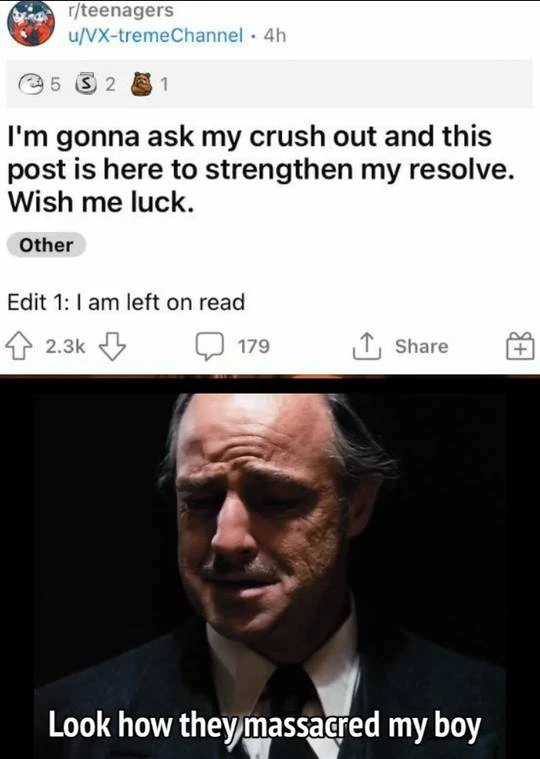 r/teenagers
u/VX-tremeChannel • 4h
5 S 2 1
I'm gonna ask my crush out and this
post is here to strengthen my resolve.
Wish me luck.
Other
Edit 1: I am left on read
2.3k 179 Share
Look how they massacred my boy